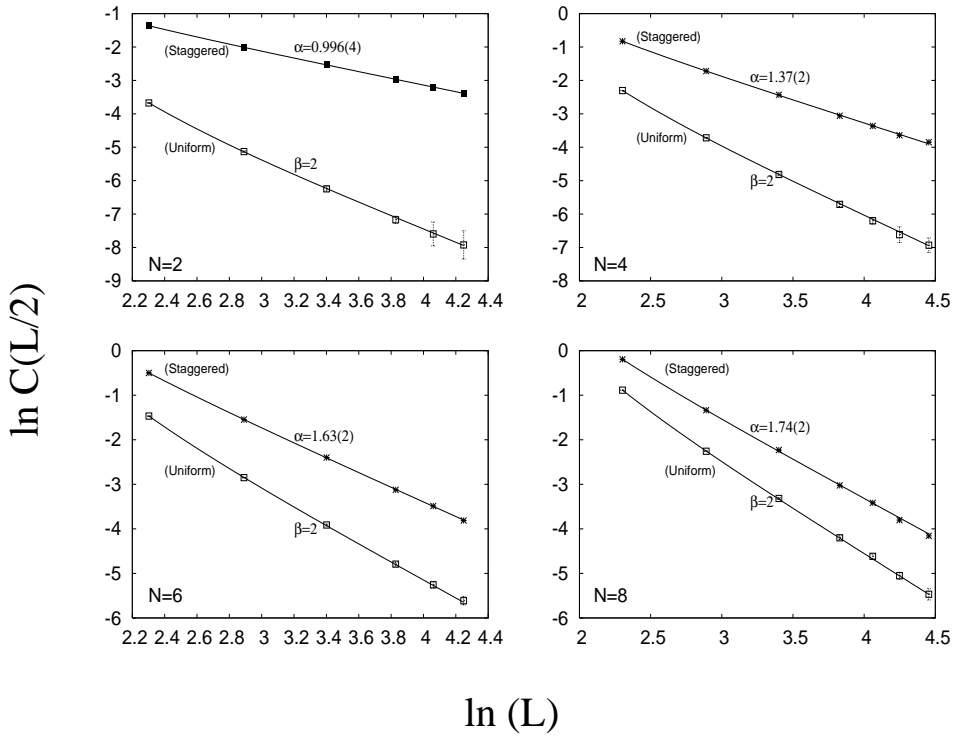 -1
-2
-3
-4
-5
-6
-7
-8
-9
(Staggered)
α=0.996(4)
(Uniform)
β=2
N=2
2.2 2.4 2.6 2.8 3 3.2 3.4 3.6 3.8 4 4.2 4.4
0
-1
-2
-3
-4
-5
-6
-7
-8
(Staggered)
α=1.37(2)
(Uniform)
β=2
N=4
2 2.5 3 3.5 4 4.5
0
-1
-2
-3
-4
-5
-6
(Staggered)
α=1.63(2)
(Uniform)
β=2
N=6
2.2 2.4 2.6 2.8 3 3.2 3.4 3.6 3.8 4 4.2 4.4
0
-1
-2
-3
-4
-5
-6
(Staggered)
α=1.74(2)
(Uniform)
β=2
N=8
2 2.5 3 3.5 4 4.5
ln C(L/2)
ln (L)